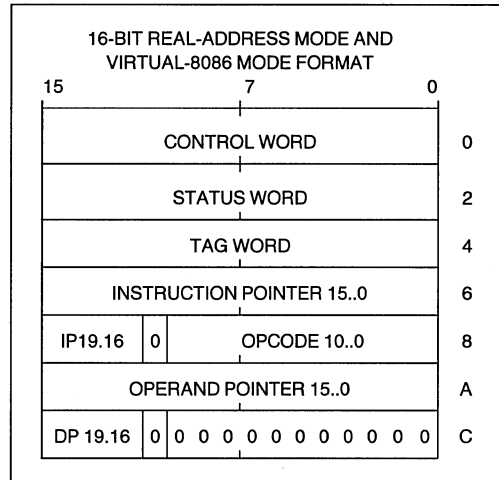 16-BIT REAL-ADDRESS MODE AND
VIRTUAL-8086 MODE FORMAT
15 7 0
CONTROL WORD 0
STATUS WORD 2
TAG WORD 4
INSTRUCTION POINTER 15..0 6
IP19.16 0 OPCODE 10..0 8
OPERAND POINTER 15..0 A
DP 19.16 0 0 0 0 0 0 0 0 0 0 0 0 C